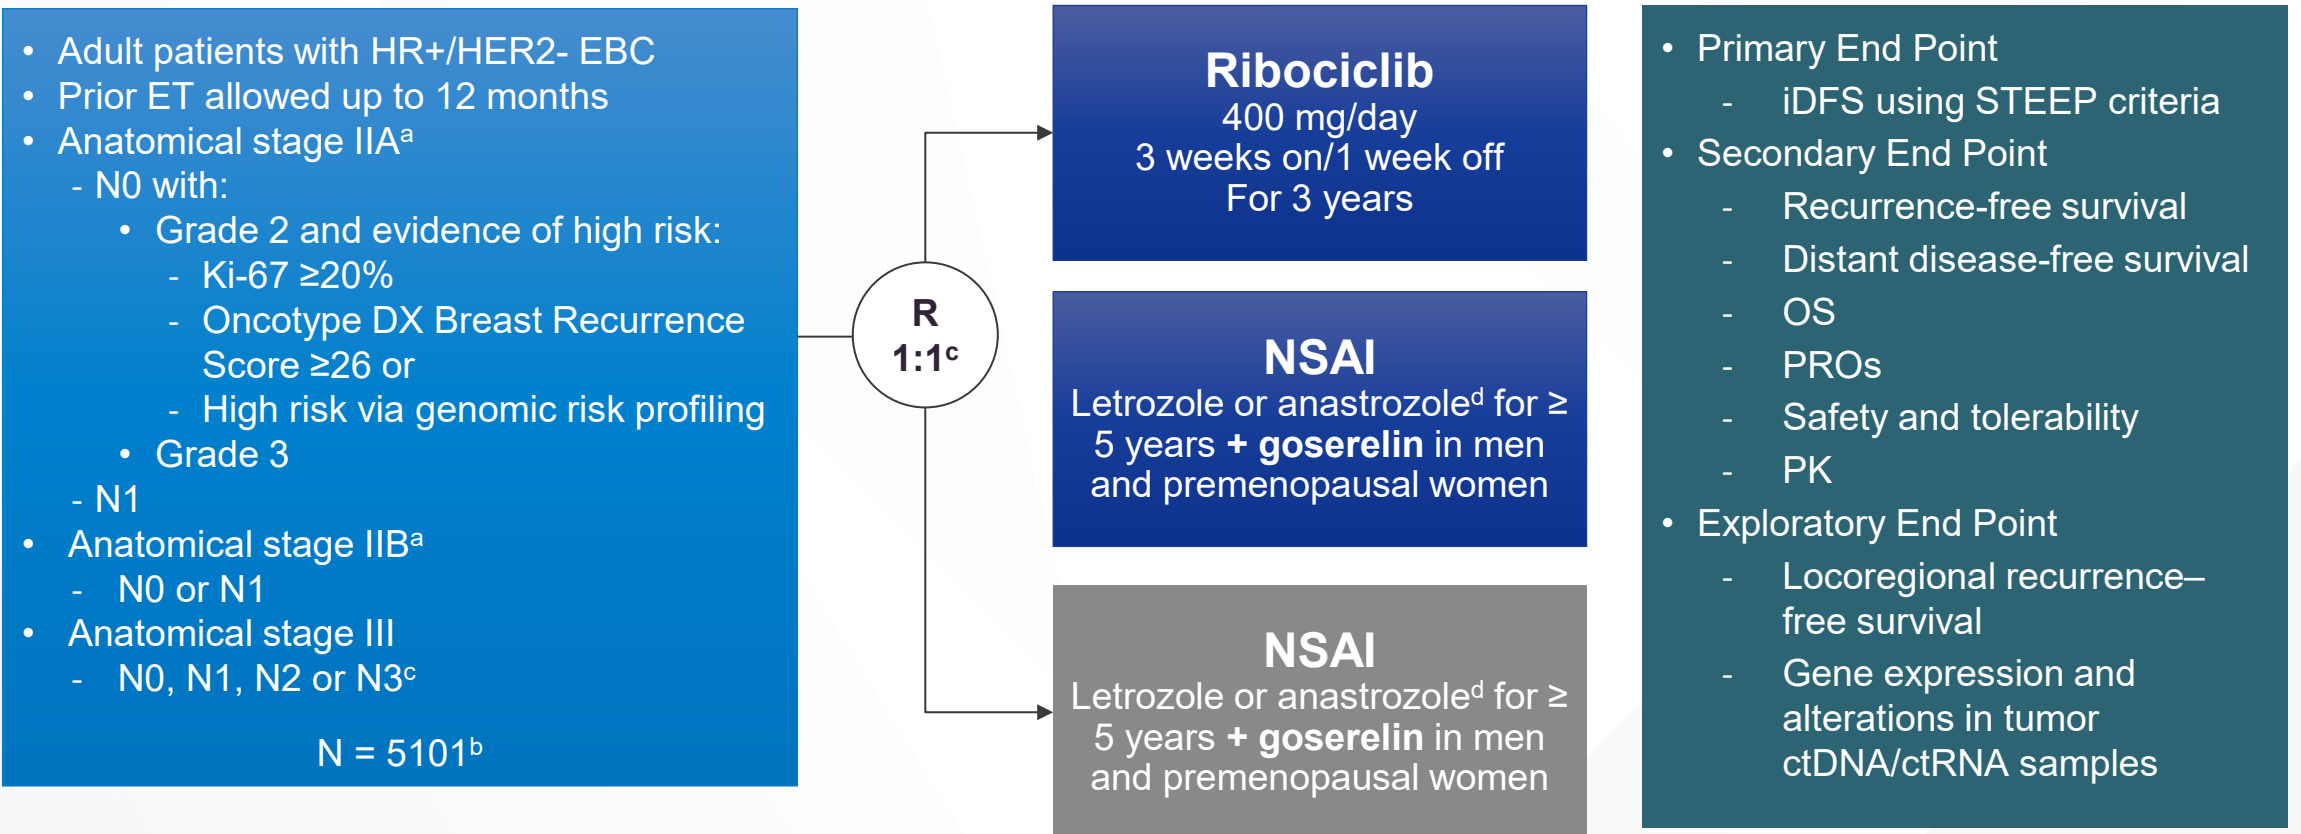 • Adult patients with HR+/HER2- EBC
• Prior ET allowed up to 12 months
• Anatomical stage IIAᵃ
- N0 with:
• Grade 2 and evidence of high risk:
- Ki-67 ≥20%
- Oncotype DX Breast Recurrence
Score ≥26 or
- High risk via genomic risk profiling
• Grade 3
- N1
• Anatomical stage IIBᵃ
- N0 or N1
• Anatomical stage III
- N0, N1, N2 or N3ᶜ
N = 5101ᵇ
R
1:1ᶜ
Ribociclib
400 mg/day
3 weeks on/1 week off
For 3 years
NSAI
Letrozole or anastrozoleᵈ for ≥
5 years + goserelin in men
and premenopausal women
NSAI
Letrozole or anastrozoleᵈ for ≥
5 years + goserelin in men
and premenopausal women
• Primary End Point
- iDFS using STEEP criteria
• Secondary End Point
- Recurrence-free survival
- Distant disease-free survival
- OS
- PROs
- Safety and tolerability
- PK
• Exploratory End Point
- Locoregional recurrence–
free survival
- Gene expression and
alterations in tumor
ctDNA/ctRNA samples